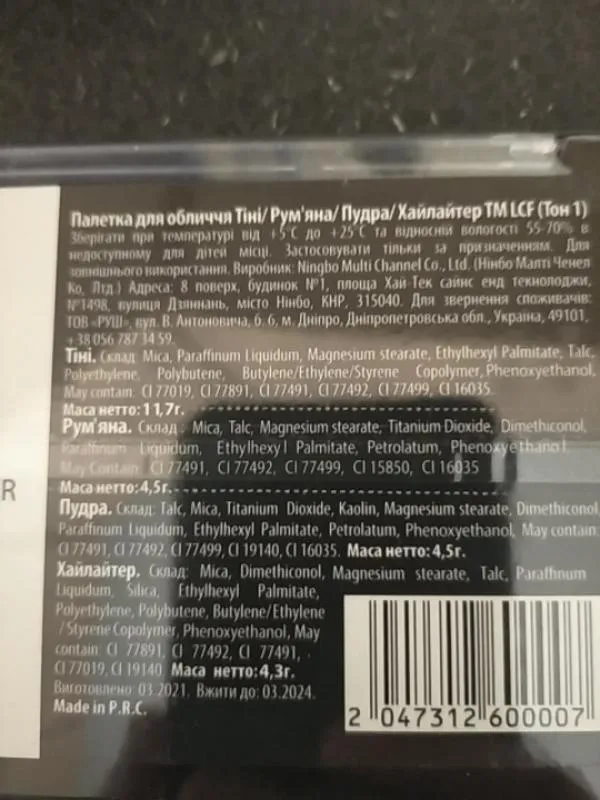 Палетка для обличчя Тіні/ Рум'яна/ Пудра/ Хайлайтер ТМ LCF (Тон 1)
Зберігати при температурі від +5°C до +25°C та відносній вологості 55-70% в
недоступному для дітей місці. Застосовувати тільки за призначенням. Для
зовнішнього використання. Виробник: Ningbo Multi Channel Co., Ltd. (Нінбо Малті Ченел
Ко, Лтд.) Адреса: 8 поверх, будинок №1, площа Хай Тек сайнс енд текнолоджи,
№1498, вулиця Дзяннань, місто Нінбо, КНР, 315040. Для звернення споживачів:
ТОВ «РУШ», вул. В. Антоновича, б. 6, м. Дніпро, Дніпропетровська обл., Україна, 49101,
+38 056 787 34 59.
Тіні. Склад: Mica, Paraffinum Liquidum, Magnesium stearate, Ethylhexyl Palmitate, Talc,
Polyethylene, Polybutene, Butylene/Ethylene/Styrene Copolymer, Phenoxyethanol,
May contain: CI 77019, CI 77891, CI 77491, CI 77492, CI 77499, CI 16035.
Маса нетто: 11,7г.
Рум'яна. Склад : Mica, Talc, Magnesium stearate, Titanium Dioxide, Dimethiconol,
Paraffinum Liquidum, Ethylhexyl Palmitate, Petrolatum, Phenoxyethanol.
May Contain: CI 77491, CI 77492, CI 77499, CI 15850, CI 16035
Маса нетто: 4,5г.
Пудра. Склад: Talc, Mica, Titanium Dioxide, Kaolin, Magnesium stearate, Dimethiconol,
Paraffinum Liquidum, Ethylhexyl Palmitate, Petrolatum, Phenoxyethanol, May contain:
CI 77491, CI 77492, CI 77499, CI 19140, CI 16035. Маса нетто: 4,5г.
R
Хайлайтер. Склад: Mica, Dimethiconol, Magnesium stearate, Talc, Paraffinum
Liquidum, Silica, Ethylhexyl Palmitate,
Polyethylene, Polybutene, Butylene/Ethylene
/Styrene Copolymer, Phenoxyethanol, May
contain: CI 77891, CI 77492, CI 77491,
CI 77019, CI 19140 Маса нетто: 4,3г.
Виготовлено: 03.2021. Вжити до: 03.2024.
Made in P.R.C.
2 047312 600007